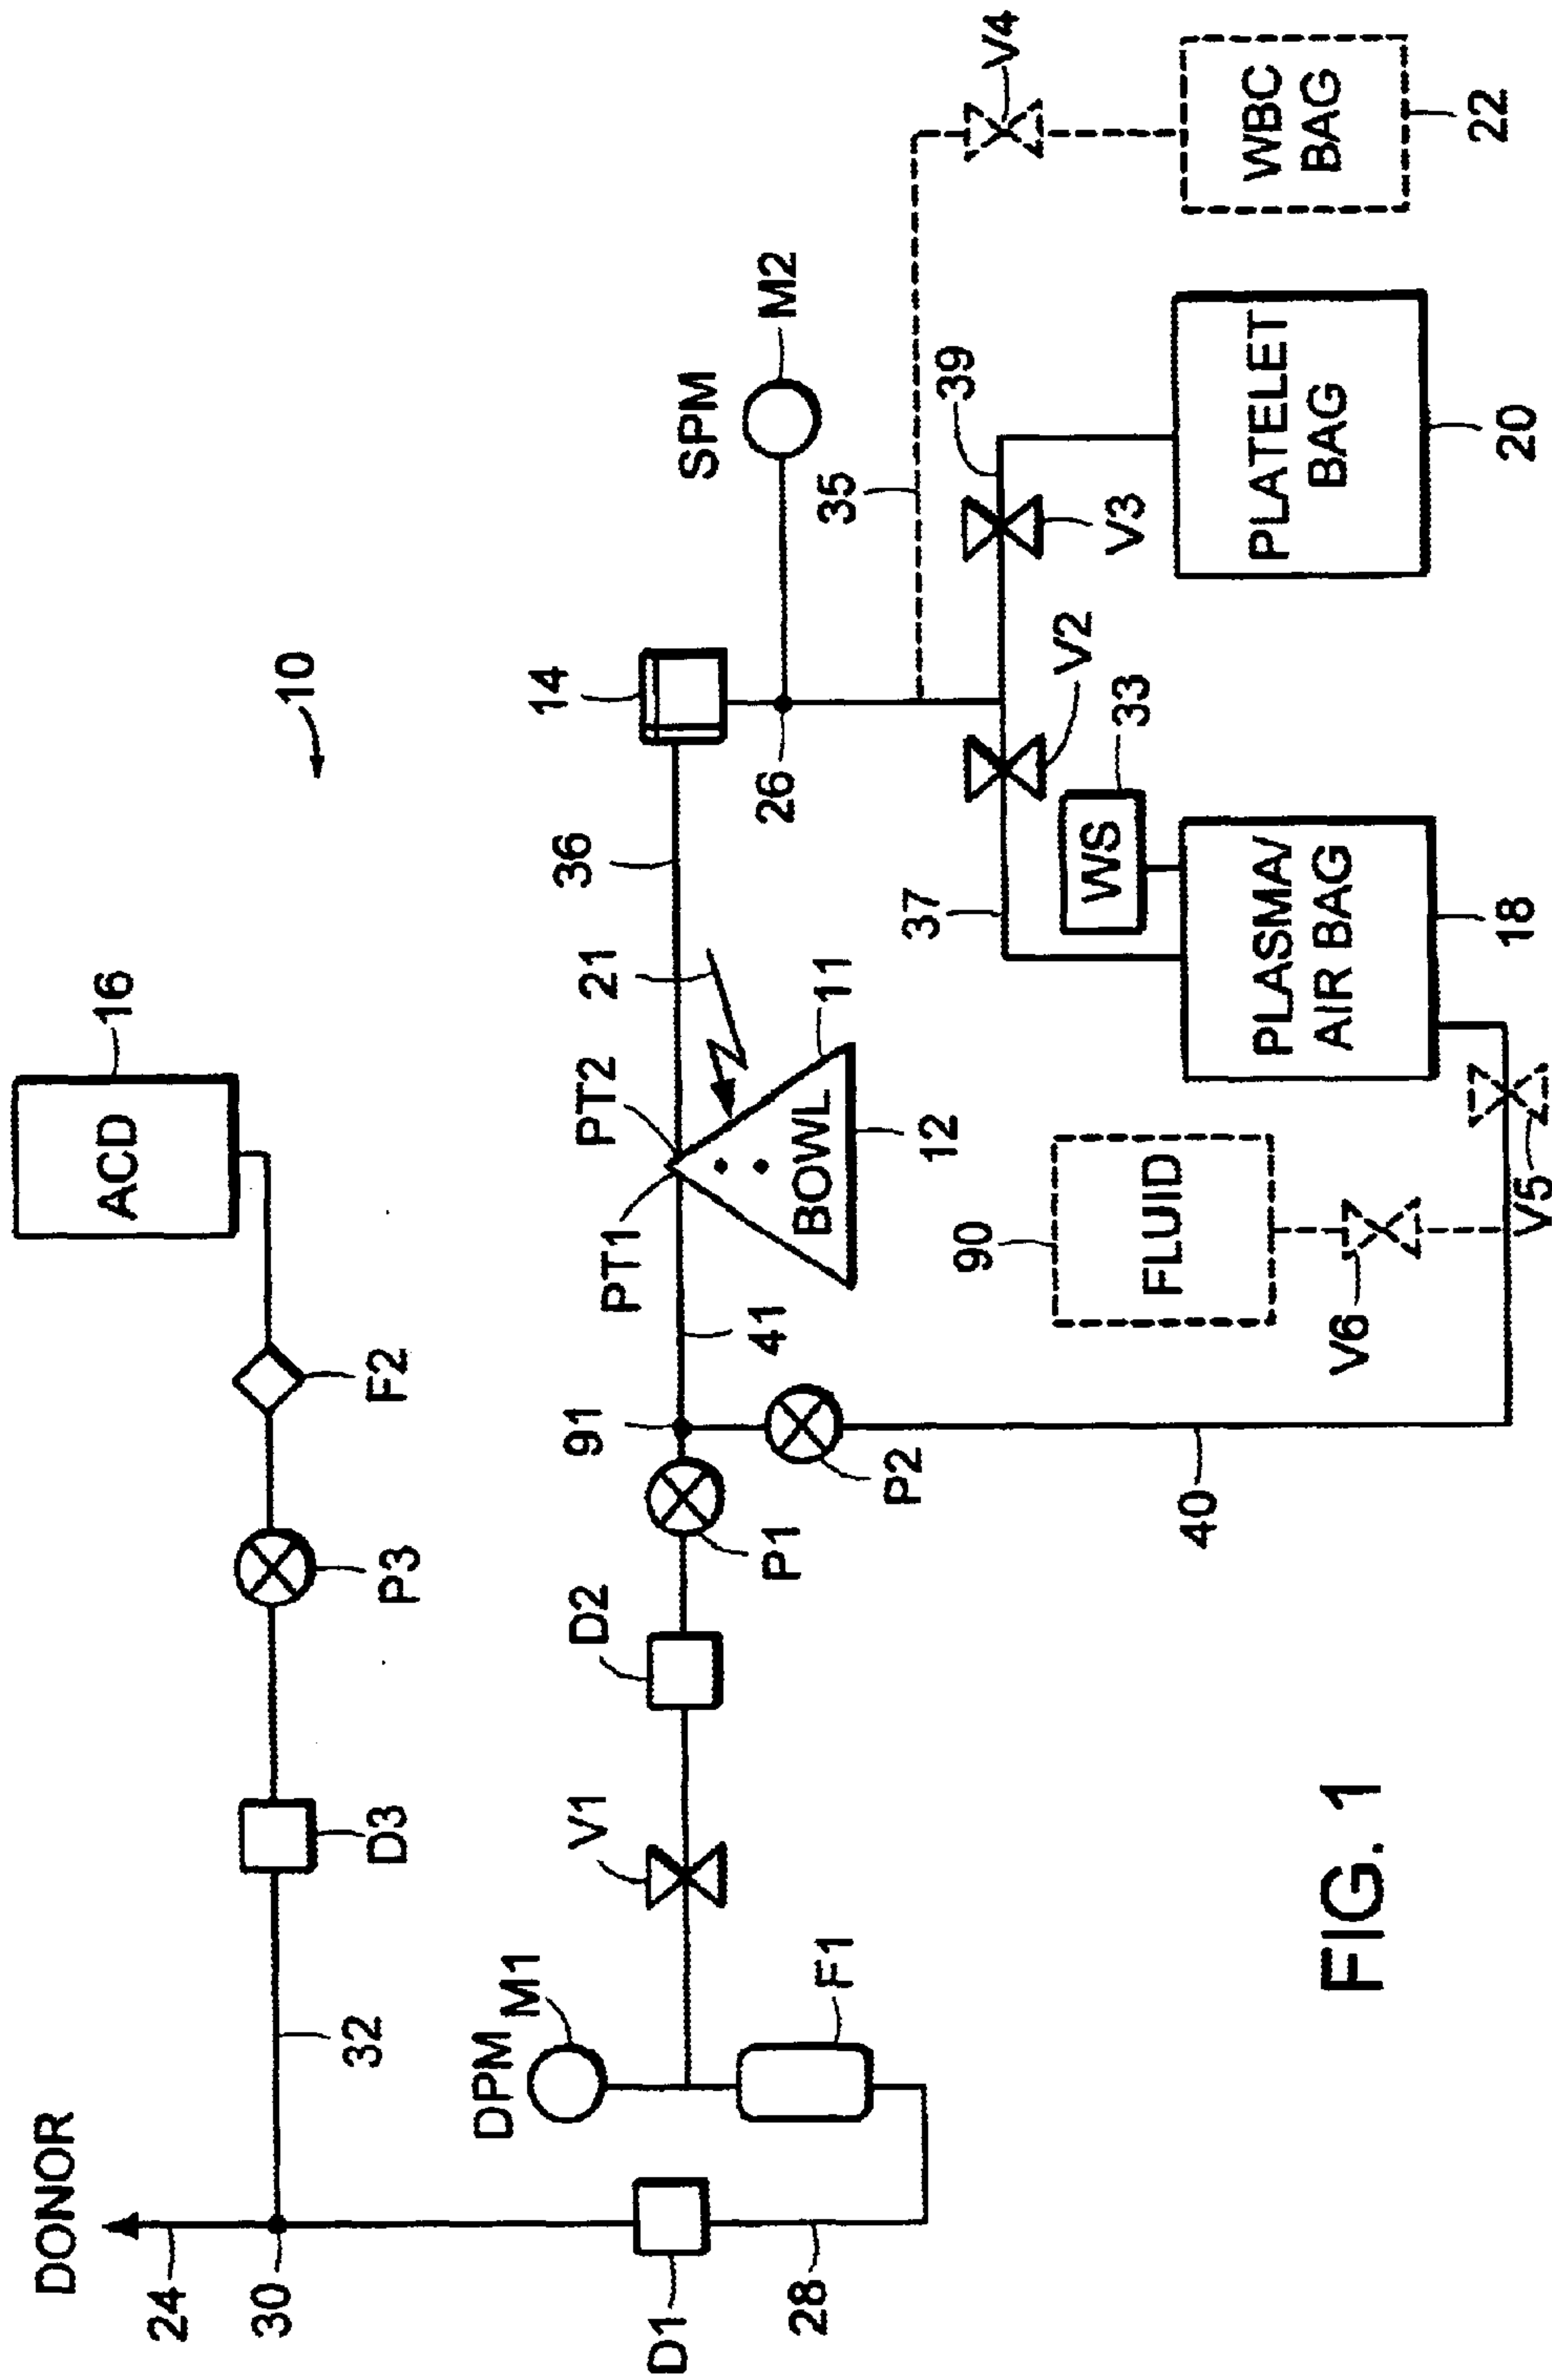 FIG. 1
10
DONOR
24
30
32
D3
P3
F2
ACD
16
D1
28
DPM
M1
F1
V1
D2
P1
91
P2
40
41
PT1
PT2
BOWL
12
11
21
36
14
26
SPM
M2
35
39
V3
V2
37
WS
33
PLASMA/
AIR BAG
18
PLATELET
BAG
20
V4
WBC
BAG
22
90
FLUID
V6
V5